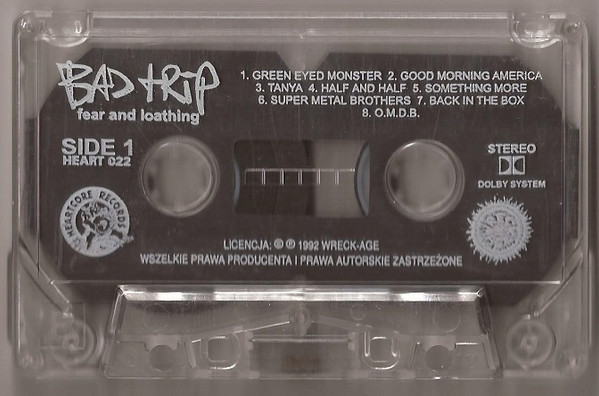 BAD TRIP
fear and loathing
SIDE 1
HEART 022
1. GREEN EYED MONSTER 2. GOOD MORNING AMERICA
3. TANYA 4. HALF AND HALF 5. SOMETHING MORE
6. SUPER METAL BROTHERS 7. BACK IN THE BOX
8. O.M.D.B.
STEREO
DOLBY SYSTEM
HEARTCORE RECORDS
LICENCJA: ℗ ℗ 1992 WRECK-AGE
WSZELKIE PRAWA PRODUCENTA I PRAWA AUTORSKIE ZASTRZEŻONE